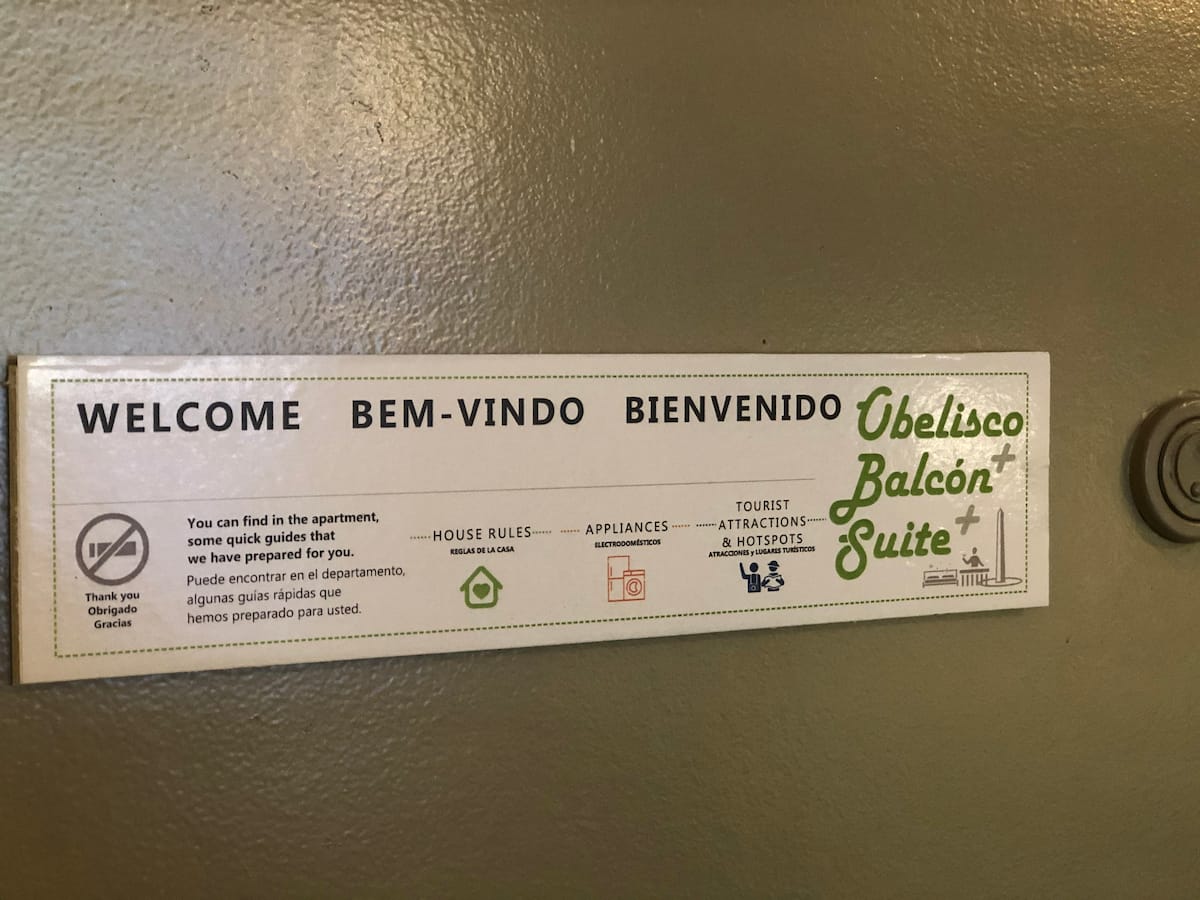 WELCOME BEM-VINDO BIENVENIDO
Obelisco
Balcón+
Suite+
Thank you
Obrigado
Gracias
You can find in the apartment,
some quick guides that
we have prepared for you.
Puede encontrar en el departamento,
algunas guías rápidas que
hemos preparado para usted.
HOUSE RULES
REGLAS DE LA CASA
APPLIANCES
ELECTRODOMÉSTICOS
TOURIST
ATTRACTIONS
& HOTSPOTS
ATRACCIONES y LUGARES TURÍSTICOS